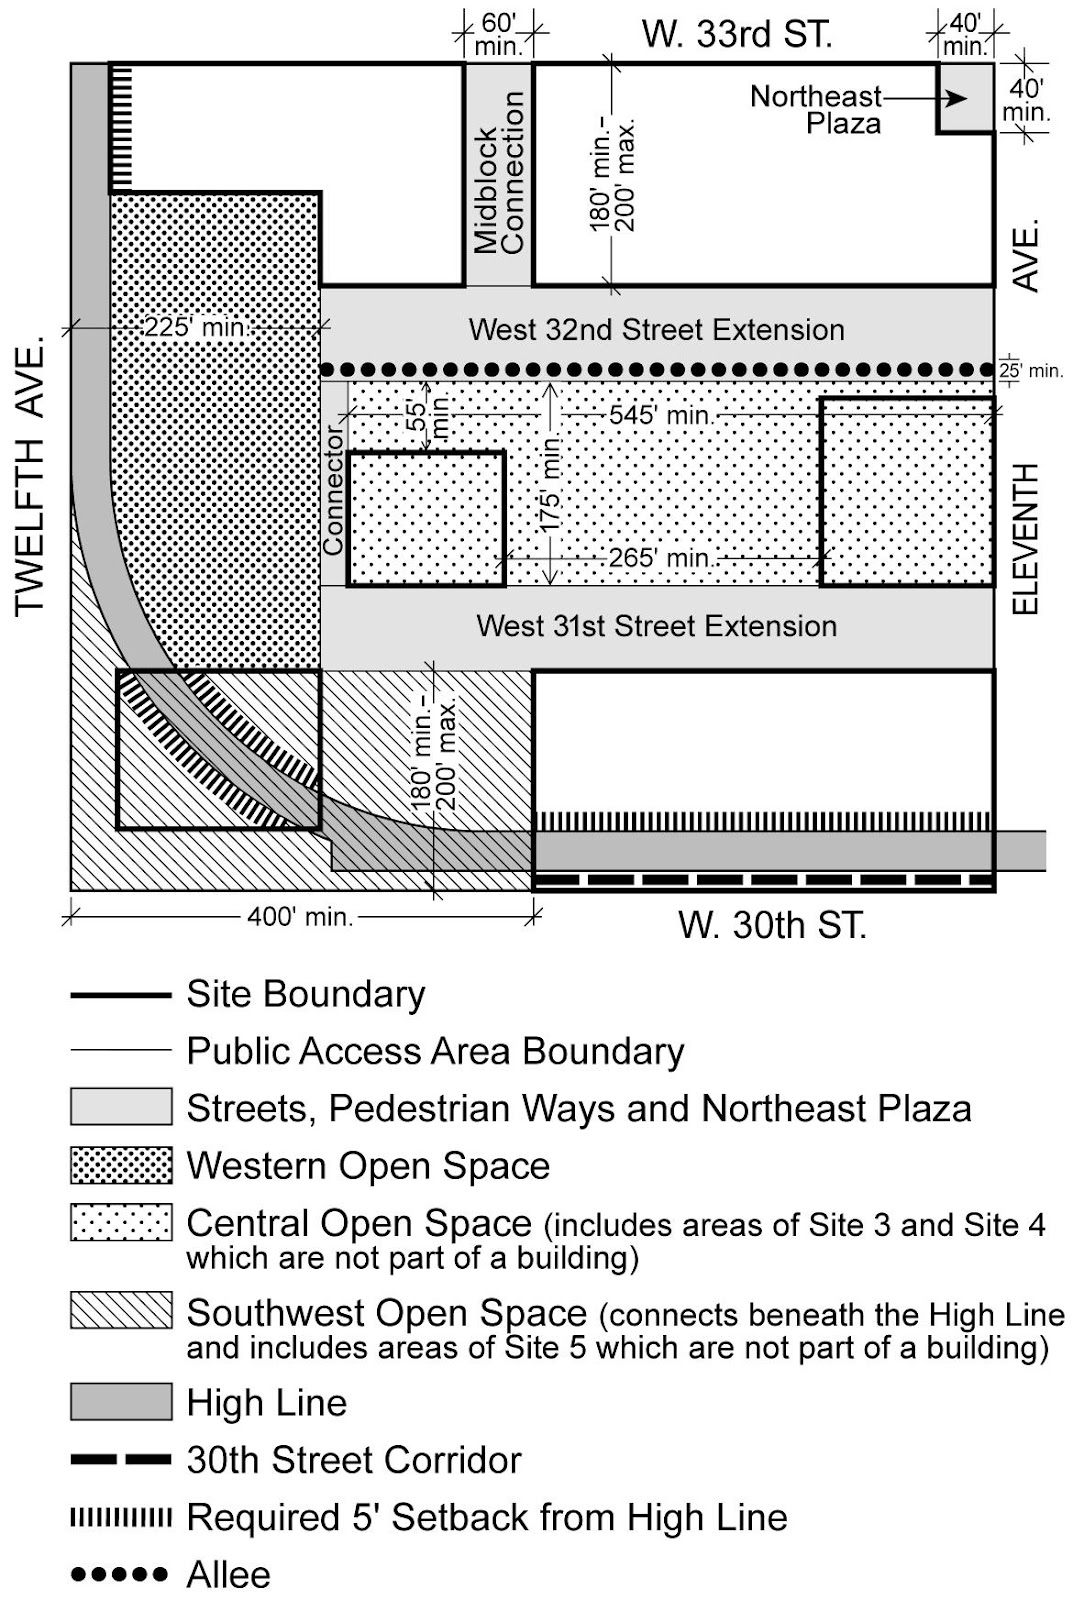 60'
min.
W. 33rd ST.
40'
min.
Northeast
Plaza
40'
min.
Midblock
Connection
180' min.-
200' max.
AVE.
225' min.
West 32nd Street Extension
25' min.
TWELFTH AVE.
55'
min.
545' min.
Connector
175' min.
265' min.
ELEVENTH
West 31st Street Extension
180' min.-
200' max.
400' min.
W. 30th ST.
Site Boundary
Public Access Area Boundary
Streets, Pedestrian Ways and Northeast Plaza
Western Open Space
Central Open Space (includes areas of Site 3 and Site 4
which are not part of a building)
Southwest Open Space (connects beneath the High Line
and includes areas of Site 5 which are not part of a building)
High Line
30th Street Corridor
Required 5' Setback from High Line
Allee